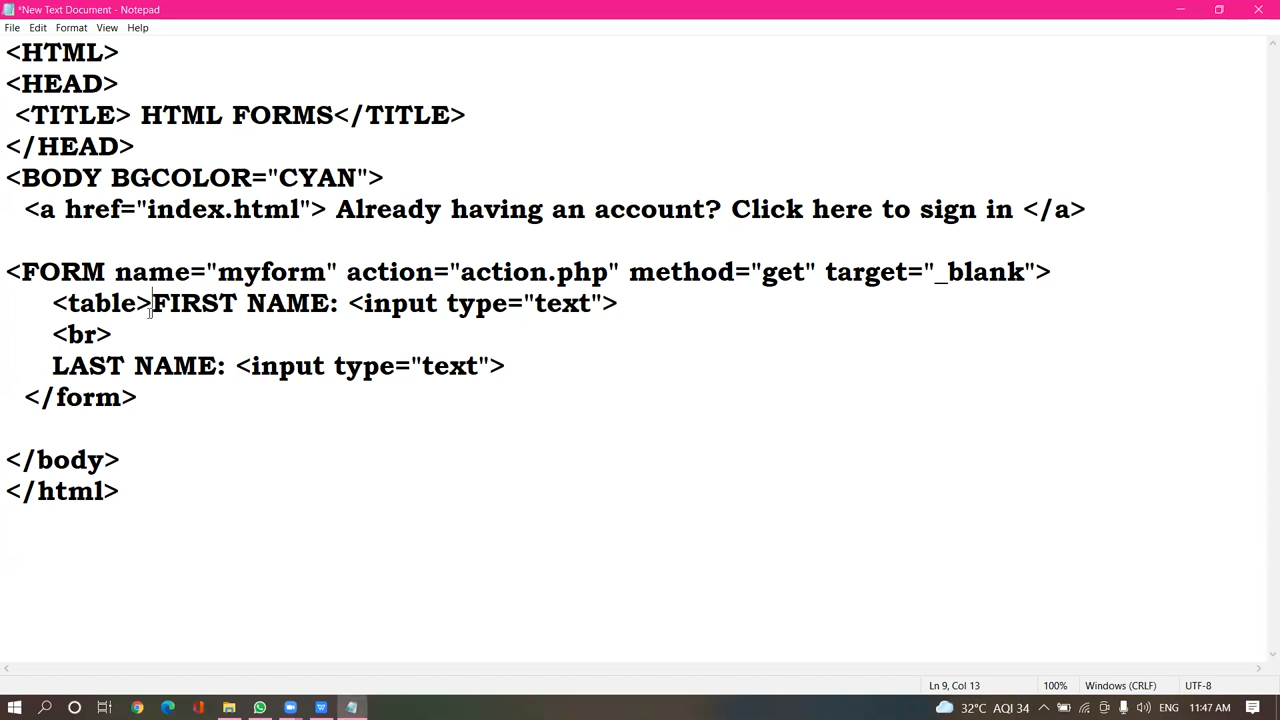 *New Text Document - Notepad
File Edit Format View Help
<HTML>
<HEAD>
<TITLE> HTML FORMS</TITLE>
</HEAD>
<BODY BGCOLOR="CYAN">
<a href="index.html"> Already having an account? Click here to sign in </a>
<FORM name="myform" action="action.php" method="get" target="_blank">
<table>FIRST NAME: <input type="text">
<br>
LAST NAME: <input type="text">
</form>
</body>
</html>
Ln 9, Col 13 100% Windows (CRLF) UTF-8
32°C AQI 34 ENG 11:47 AM